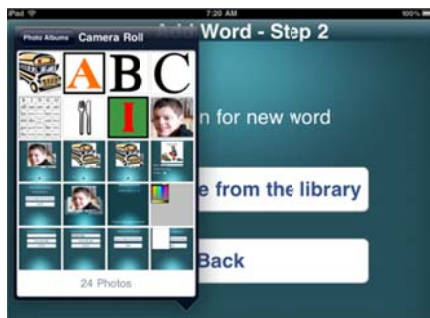 iPad 7:20 AM 100%
Photo Albums Camera Roll
Add Word - Step 2
A B C
I
n for new word
e from the library
Back
24 Photos